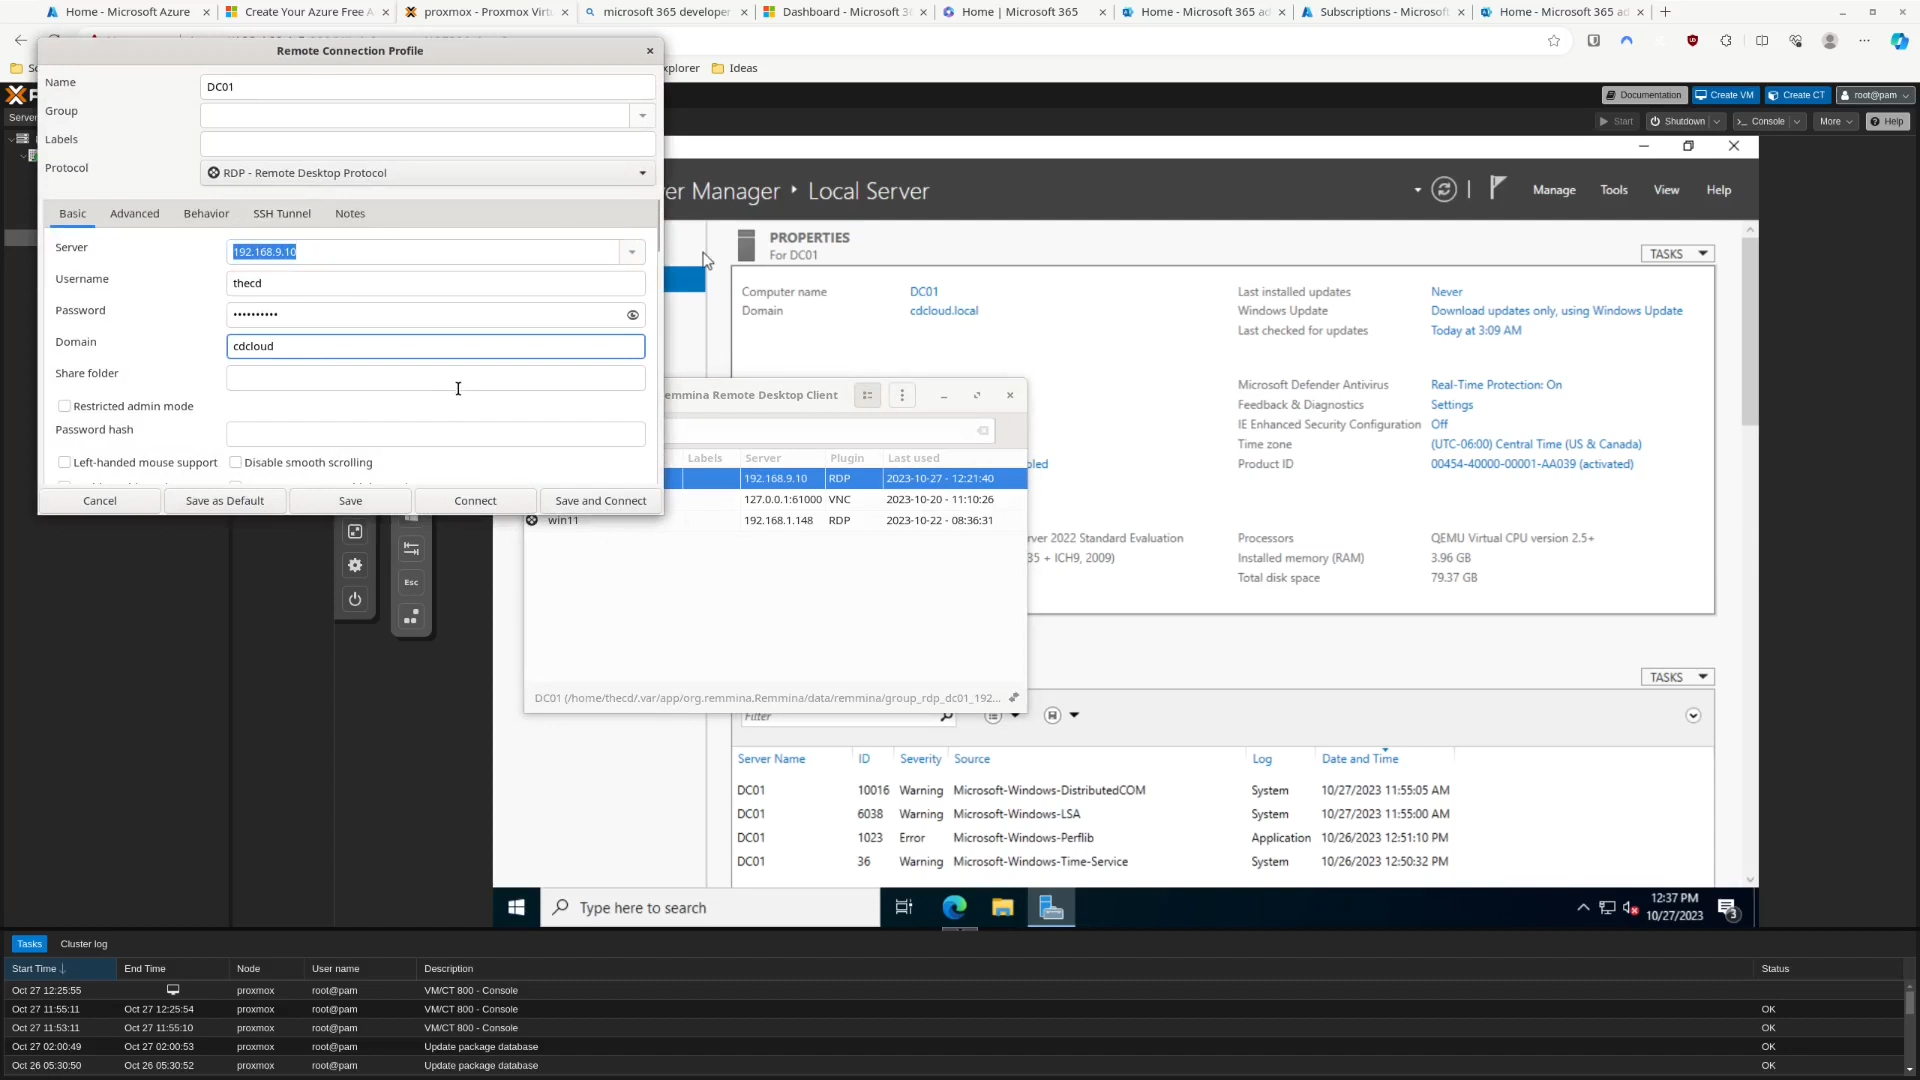 Home - Microsoft Azure
Create Your Azure Free A
proxmox - Proxmox Virtu
microsoft 365 developer
Dashboard - Microsoft 3
Home | Microsoft 365
Home - Microsoft 365 ad
Subscriptions - Microsof
Home - Microsoft 365 ad
xplorer
Ideas
Remote Connection Profile
Name
DC01
Group
Labels
Protocol
RDP - Remote Desktop Protocol
Basic
Advanced
Behavior
SSH Tunnel
Notes
Server
192.168.9.10
Username
thecd
Password
••••••••••
Domain
cdcloud
Share folder
Restricted admin mode
Password hash
Left-handed mouse support
Disable smooth scrolling
Cancel
Save as Default
Save
Connect
Save and Connect
Server
Documentation
Create VM
Create CT
root@pam
Start
Shutdown
Console
More
Help
er Manager
Local Server
Manage
Tools
View
Help
PROPERTIES
For DC01
TASKS
Computer name
DC01
Domain
cdcloud.local
Last installed updates
Never
Windows Update
Download updates only, using Windows Update
Last checked for updates
Today at 3:09 AM
Microsoft Defender Antivirus
Real-Time Protection: On
Feedback & Diagnostics
Settings
IE Enhanced Security Configuration
Off
Time zone
(UTC-06:00) Central Time (US & Canada)
bled
Product ID
00454-40000-00001-AA039 (activated)
rver 2022 Standard Evaluation
35 + ICH9, 2009)
Processors
QEMU Virtual CPU version 2.5+
Installed memory (RAM)
3.96 GB
Total disk space
79.37 GB
emmina Remote Desktop Client
Labels
Server
Plugin
Last used
192.168.9.10
RDP
2023-10-27 - 12:21:40
127.0.0.1:61000
VNC
2023-10-20 - 11:10:26
win11
192.168.1.148
RDP
2023-10-22 - 08:36:31
DC01 (/home/thecd/.var/app/org.remmina.Remmina/data/remmina/group_rdp_dc01_192...
Esc
TASKS
Filter
Server Name
ID
Severity
Source
Log
Date and Time
DC01
10016
Warning
Microsoft-Windows-DistributedCOM
System
10/27/2023 11:55:05 AM
DC01
6038
Warning
Microsoft-Windows-LSA
System
10/27/2023 11:55:00 AM
DC01
1023
Error
Microsoft-Windows-Perflib
Application
10/26/2023 12:51:10 PM
DC01
36
Warning
Microsoft-Windows-Time-Service
System
10/26/2023 12:50:32 PM
Type here to search
12:37 PM
10/27/2023
3
Tasks
Cluster log
Start Time
End Time
Node
User name
Description
Status
Oct 27 12:25:55
proxmox
root@pam
VM/CT 800 - Console
Oct 27 11:55:11
Oct 27 12:25:54
proxmox
root@pam
VM/CT 800 - Console
OK
Oct 27 11:53:11
Oct 27 11:55:10
proxmox
root@pam
VM/CT 800 - Console
OK
Oct 27 02:00:49
Oct 27 02:00:53
proxmox
root@pam
Update package database
OK
Oct 26 05:30:50
Oct 26 05:30:52
proxmox
root@pam
Update package database
OK